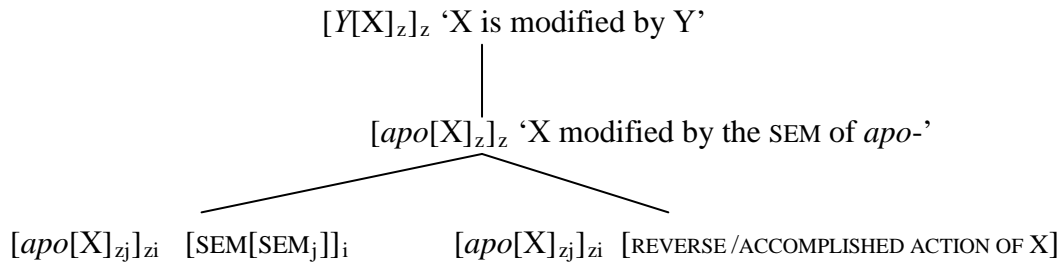 [Y[X]z]z ‘X is modified by Y’
[apo[X]z]z ‘X modified by the SEM of apo-’
[apo[X]zj]zi [SEM[SEMj]]i [apo[X]zj]zi [REVERSE /ACCOMPLISHED ACTION OF X]